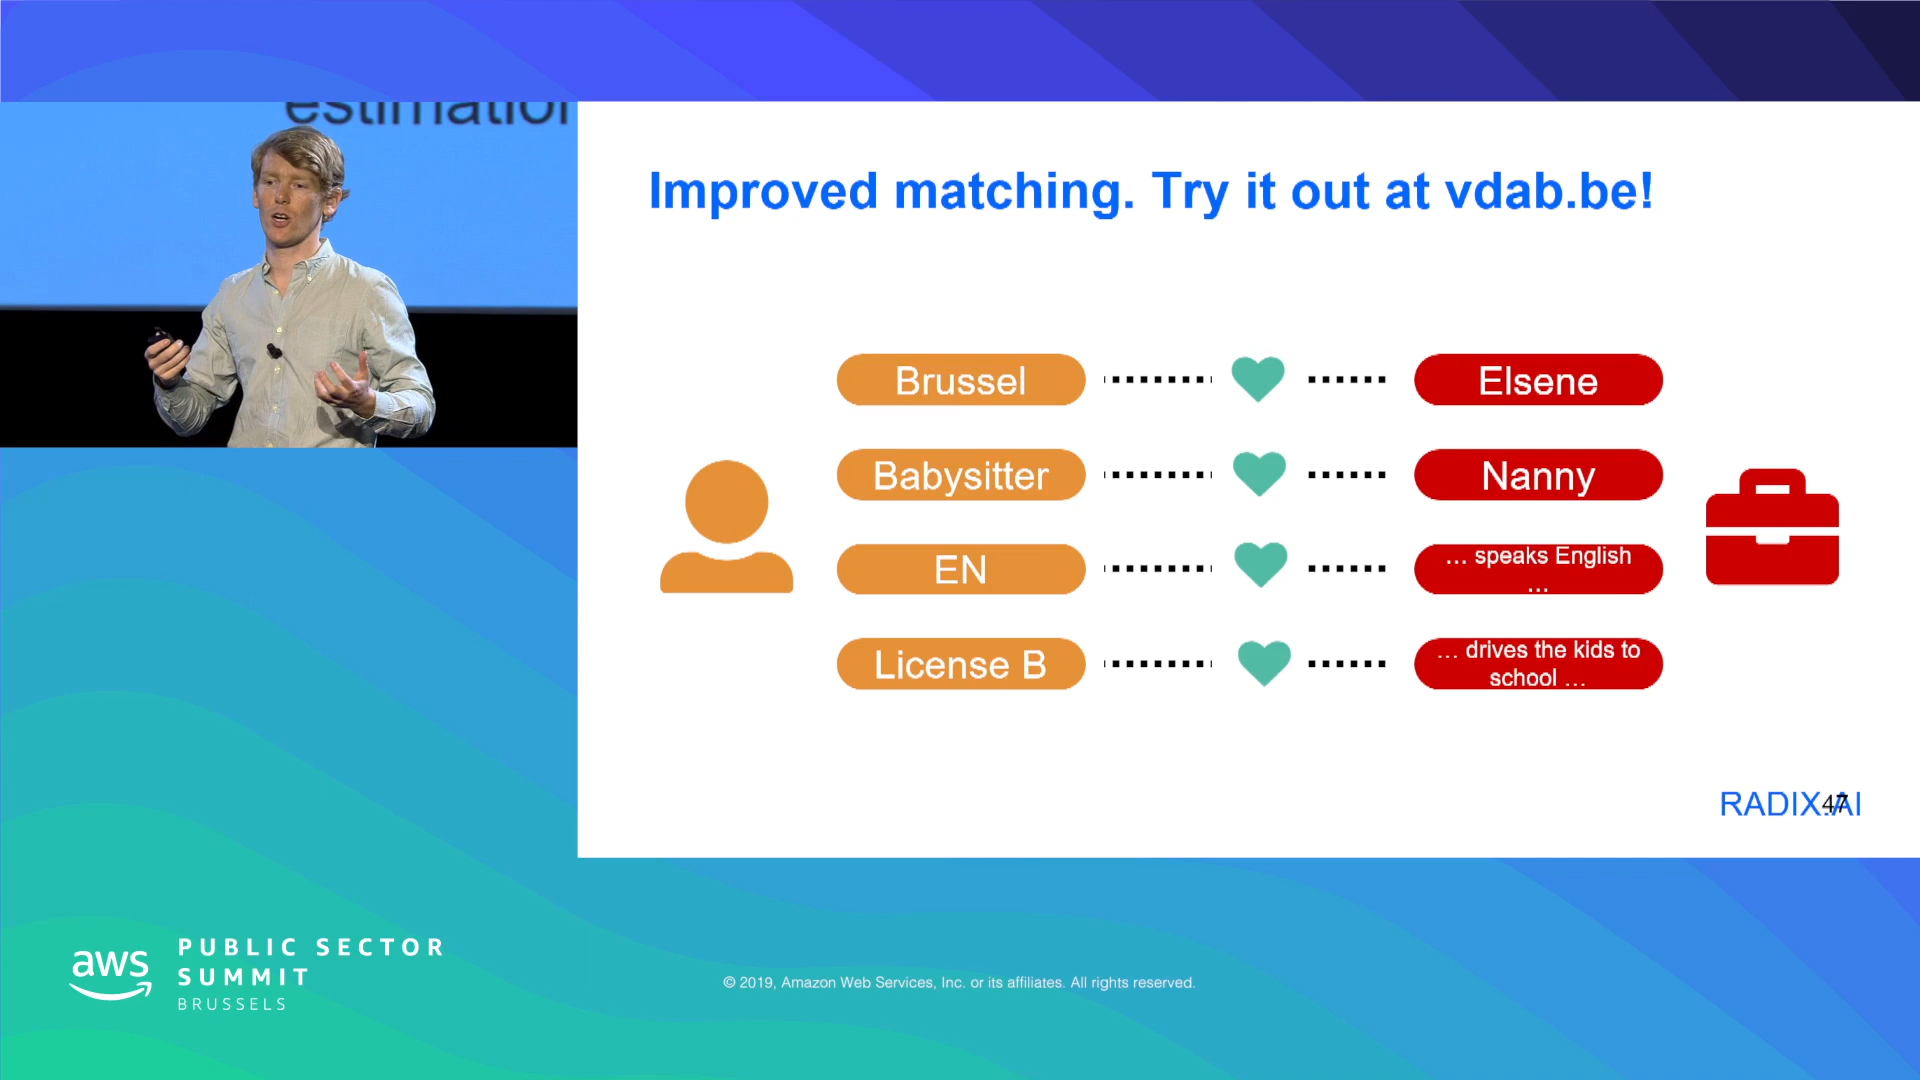 estimation
Improved matching. Try it out at vdab.be!
Brussel
Elsene
Babysitter
Nanny
EN
... speaks English
...
License B
... drives the kids to
school ...
RADIX.AI
47
aws
PUBLIC SECTOR
SUMMIT
BRUSSELS
© 2019, Amazon Web Services, Inc. or its affiliates. All rights reserved.